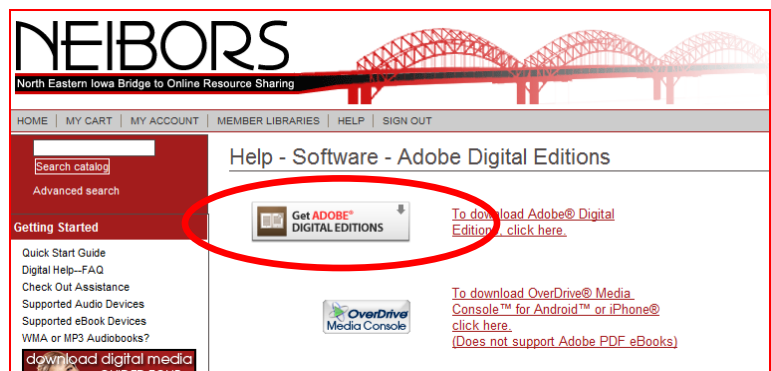 NEIBORS
North Eastern Iowa Bridge to Online Resource Sharing
HOME | MY CART | MY ACCOUNT | MEMBER LIBRARIES | HELP | SIGN OUT
Search catalog
Advanced search
Getting Started
Quick Start Guide
Digital Help--FAQ
Check Out Assistance
Supported Audio Devices
Supported eBook Devices
WMA or MP3 Audiobooks?
download digital media
Help - Software - Adobe Digital Editions
Get ADOBE®
DIGITAL EDITIONS
To download Adobe® Digital
Editions, click here.
OverDrive®
Media Console
To download OverDrive® Media
Console™ for Android™ or iPhone®
click here.
(Does not support Adobe PDF eBooks)